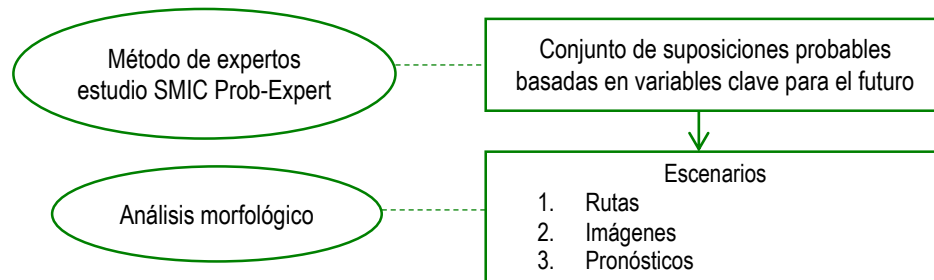 Método de expertos
estudio SMIC Prob-Expert
Conjunto de suposiciones probables
basadas en variables clave para el futuro
Análisis morfológico
Escenarios
1. Rutas
2. Imágenes
3. Pronósticos